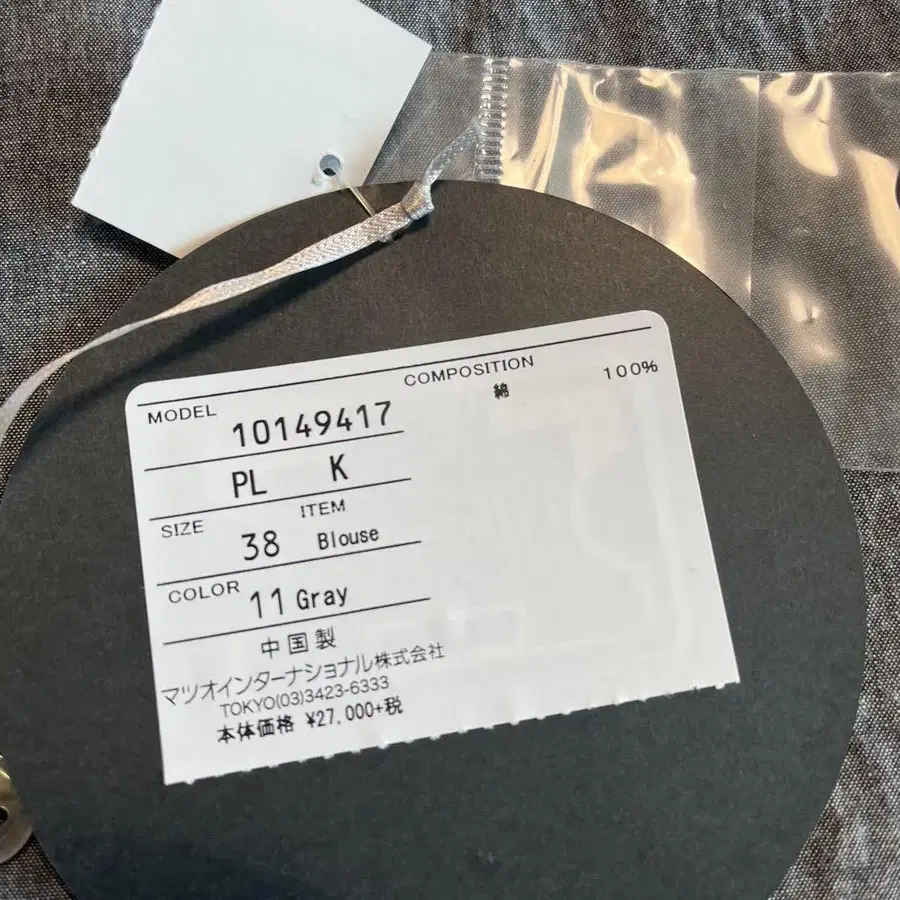 COMPOSITION
綿 100%
MODEL
10149417
PL K
SIZE ITEM
38 Blouse
COLOR 11 Gray
中国製
マツオインターナショナル株式会社
TOKYO(03)3423-6333
本体価格 ¥27,000+税